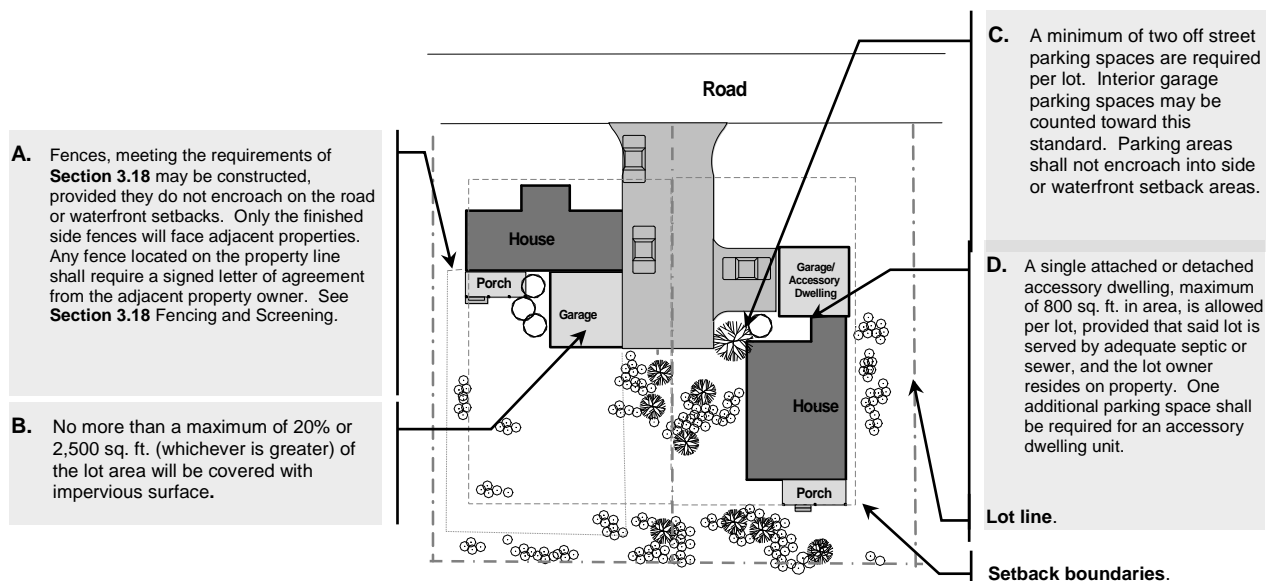 A. Fences, meeting the requirements of
Section 3.18 may be constructed,
provided they do not encroach on the road
or waterfront setbacks. Only the finished
side fences will face adjacent properties.
Any fence located on the property line
shall require a signed letter of agreement
from the adjacent property owner. See
Section 3.18 Fencing and Screening.
B. No more than a maximum of 20% or
2,500 sq. ft. (whichever is greater) of
the lot area will be covered with
impervious surface.
Road
House
Porch
Garage
Garage/
Accessory
Dwelling
House
Porch
C. A minimum of two off street
parking spaces are required
per lot. Interior garage
parking spaces may be
counted toward this
standard. Parking areas
shall not encroach into side
or waterfront setback areas.
D. A single attached or detached
accessory dwelling, maximum
of 800 sq. ft. in area, is allowed
per lot, provided that said lot is
served by adequate septic or
sewer, and the lot owner
resides on property. One
additional parking space shall
be required for an accessory
dwelling unit.
Lot line.
Setback boundaries.